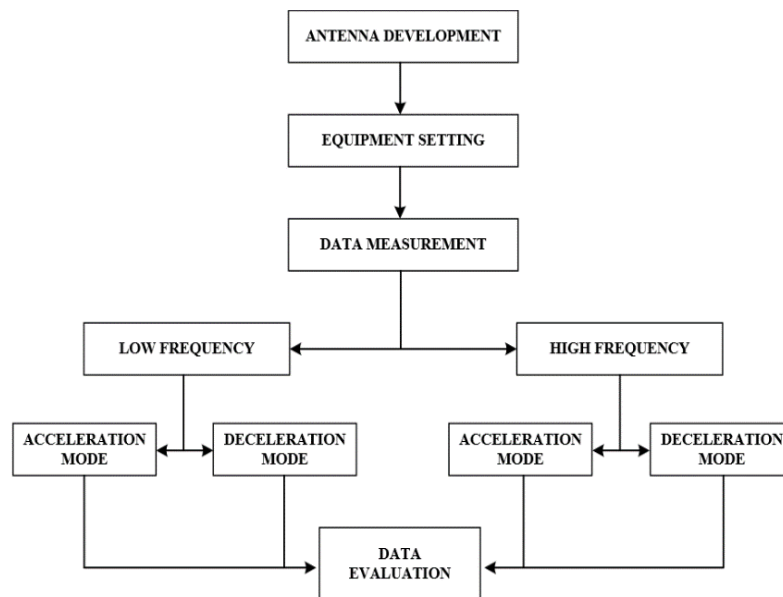 ANTENNA DEVELOPMENT
EQUIPMENT SETTING
DATA MEASUREMENT
LOW FREQUENCY
HIGH FREQUENCY
ACCELERATION
MODE
DECELERATION
MODE
ACCELERATION
MODE
DECELERATION
MODE
DATA
EVALUATION